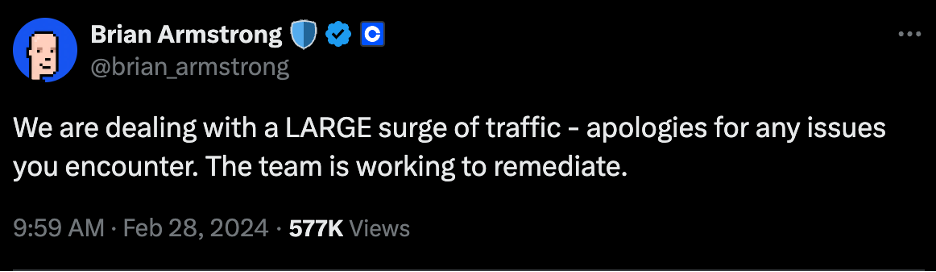 Brian Armstrong
@brian_armstrong
We are dealing with a LARGE surge of traffic - apologies for any issues
you encounter. The team is working to remediate.
9:59 AM · Feb 28, 2024 · 577K Views